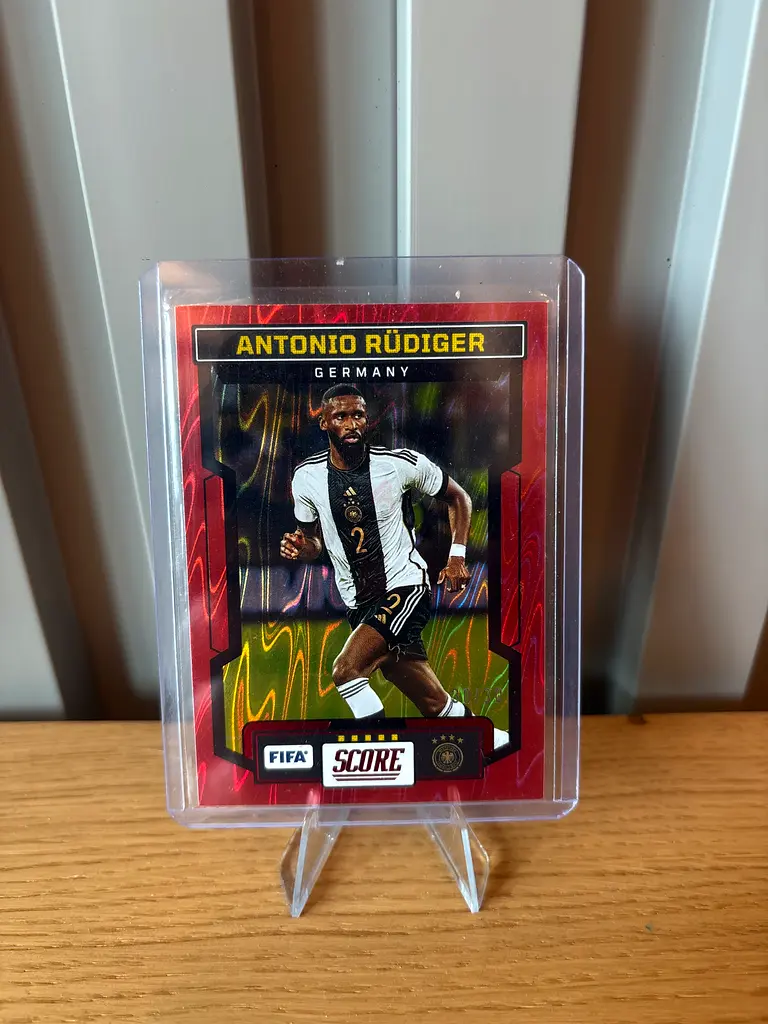 ANTONIO RÜDIGER
GERMANY
2
2
FIFA
SCORE